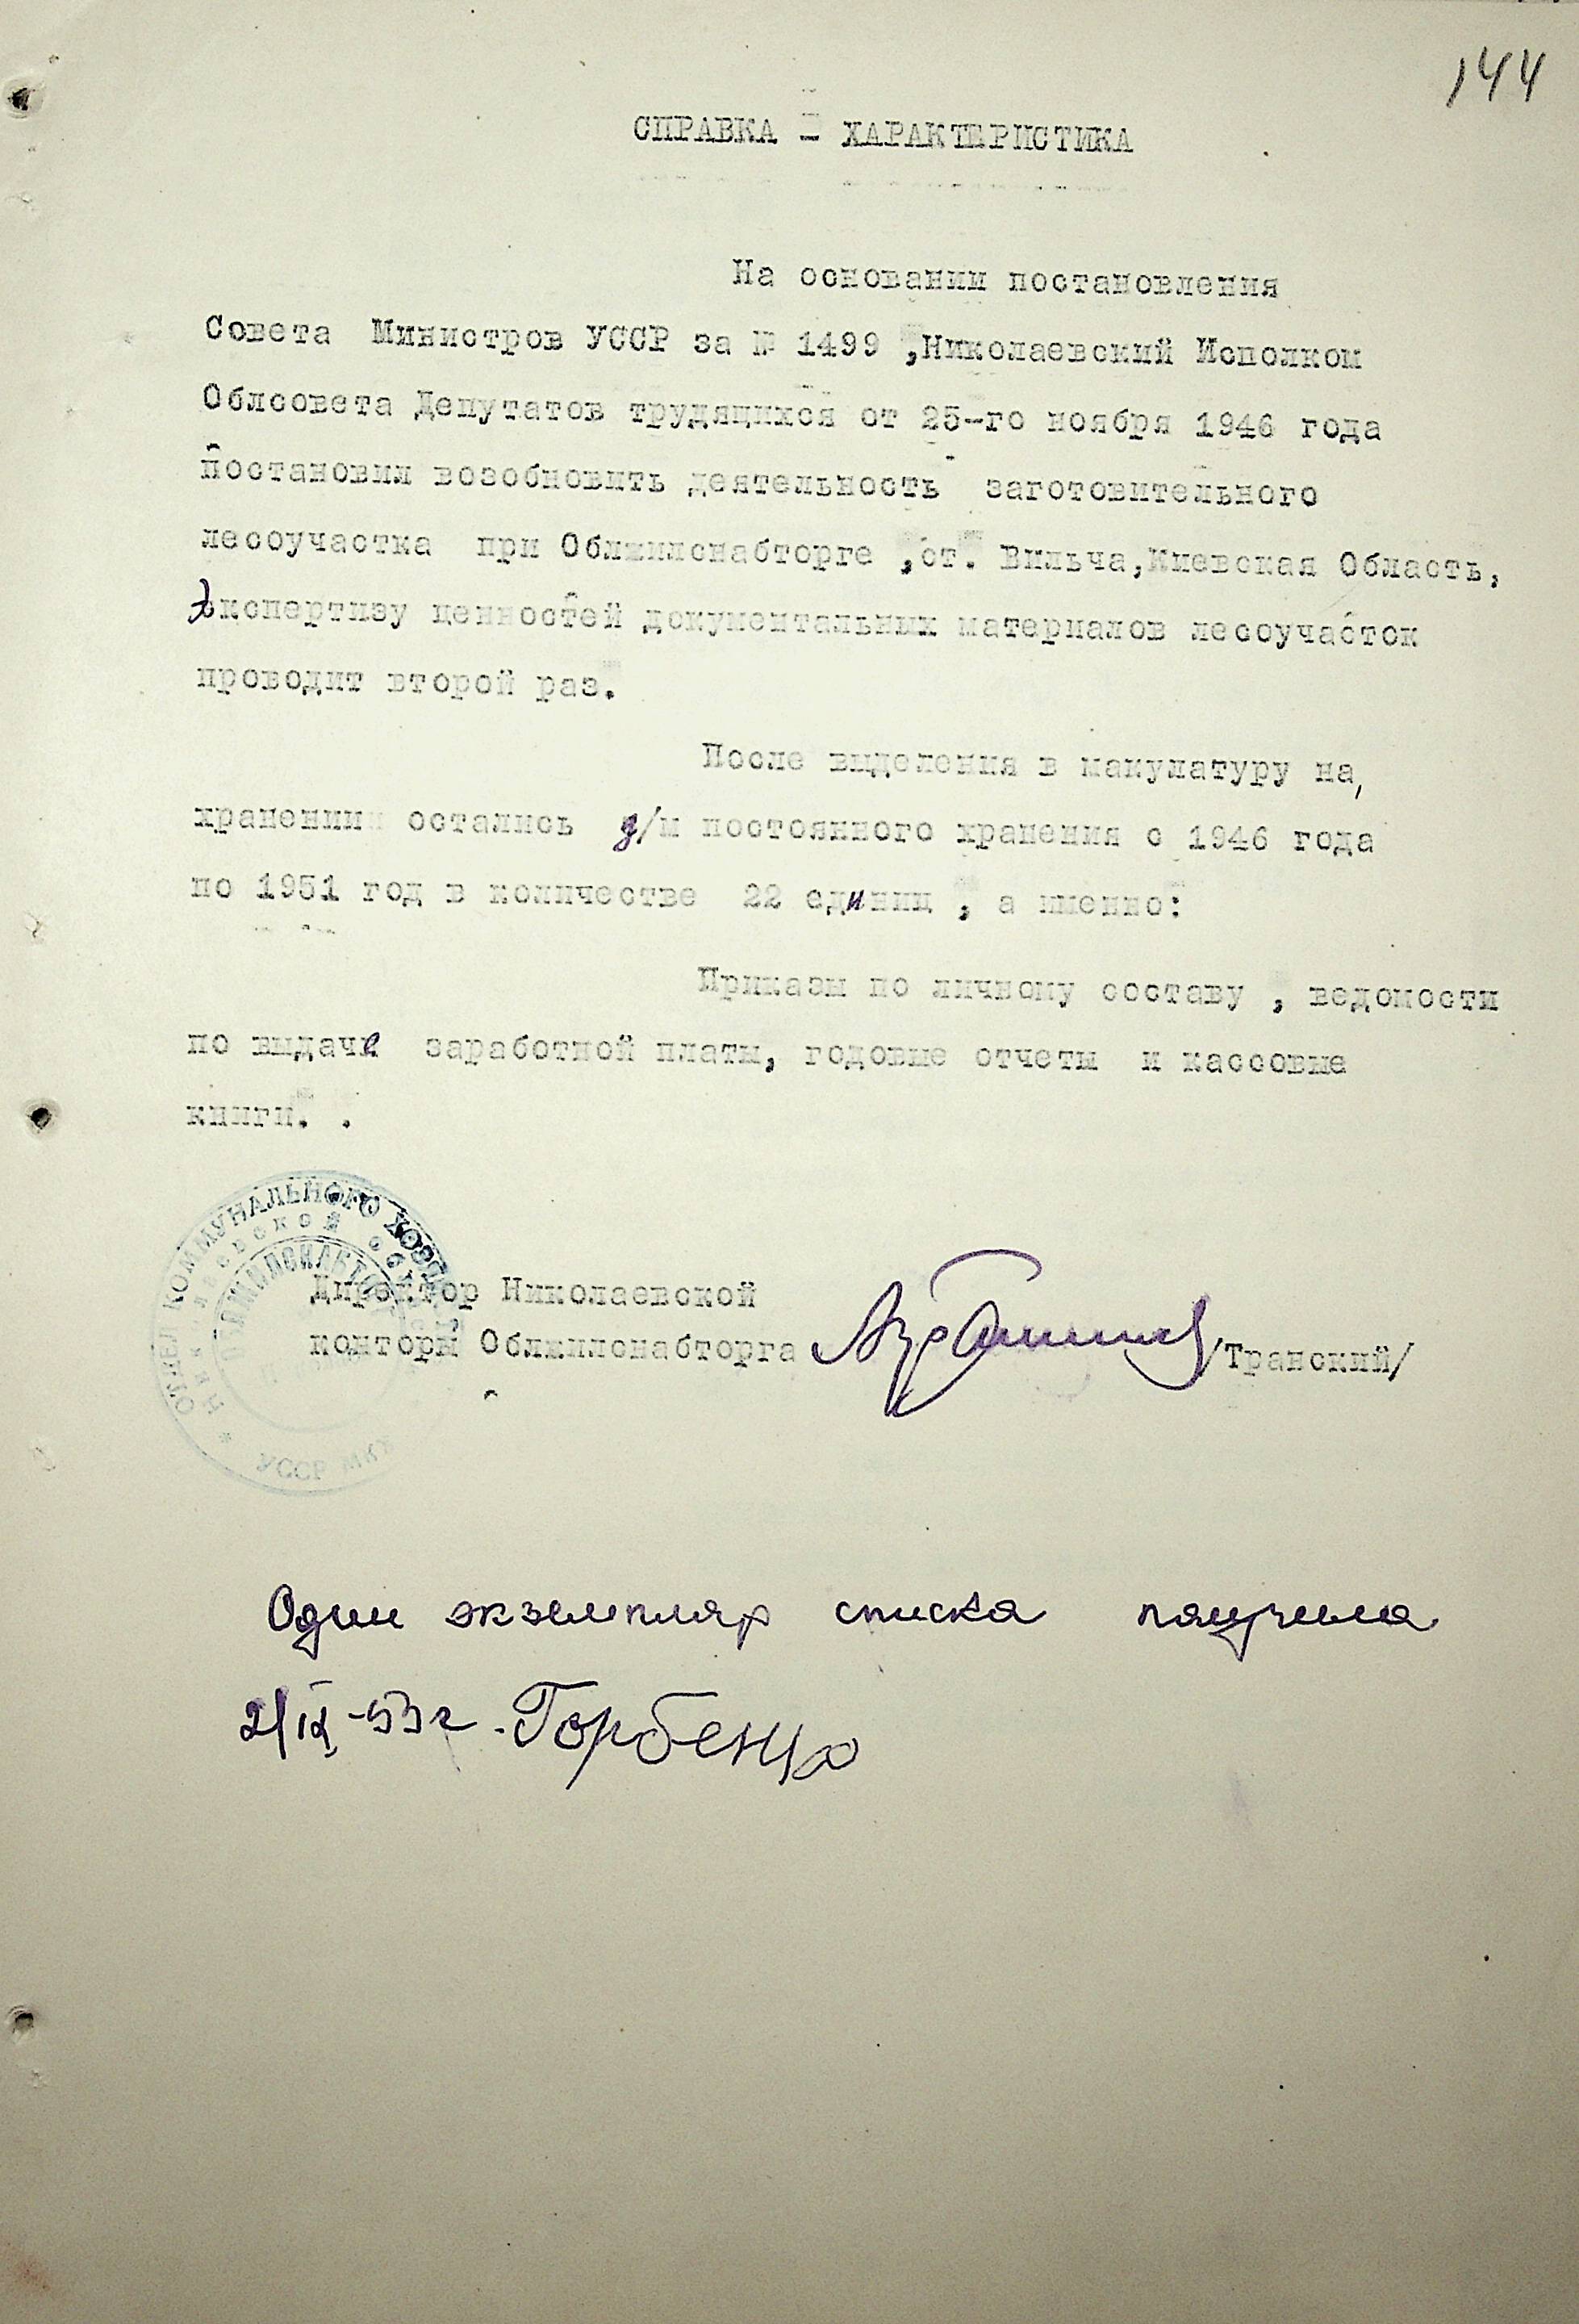 144
СПРАВКА - ХАРАКТЕРИСТИКА
На основании постановления
Совета Министров УССР за № 1499 ,Николаевский Исполком
Облсовета Депутатов трудящихся от 25-го ноября 1946 года
постановил возобновить деятельность заготовительного
лесоучастка при Облжилснабторге ,ст. Вильча,Киевская Область,
Экспертизу ценностей документальных материалов лесоучасток
проводит второй раз.
После выделения в макулатуру на,
хранении остались д/м постоянного хранения с 1946 года
по 1951 год в количестве 22 единиц , а именно:
Приказы по личному составу , ведомости
по выдаче заработной платы, годовые отчеты и кассовые
книги. .
ОТДЕЛ КОММУНАЛЬНОГО
УССР МКХ
Директор Николаевской
конторы Облжилснабторга /Транский/
Один экземпляр списка получила
2/IX-53г. Горбенко